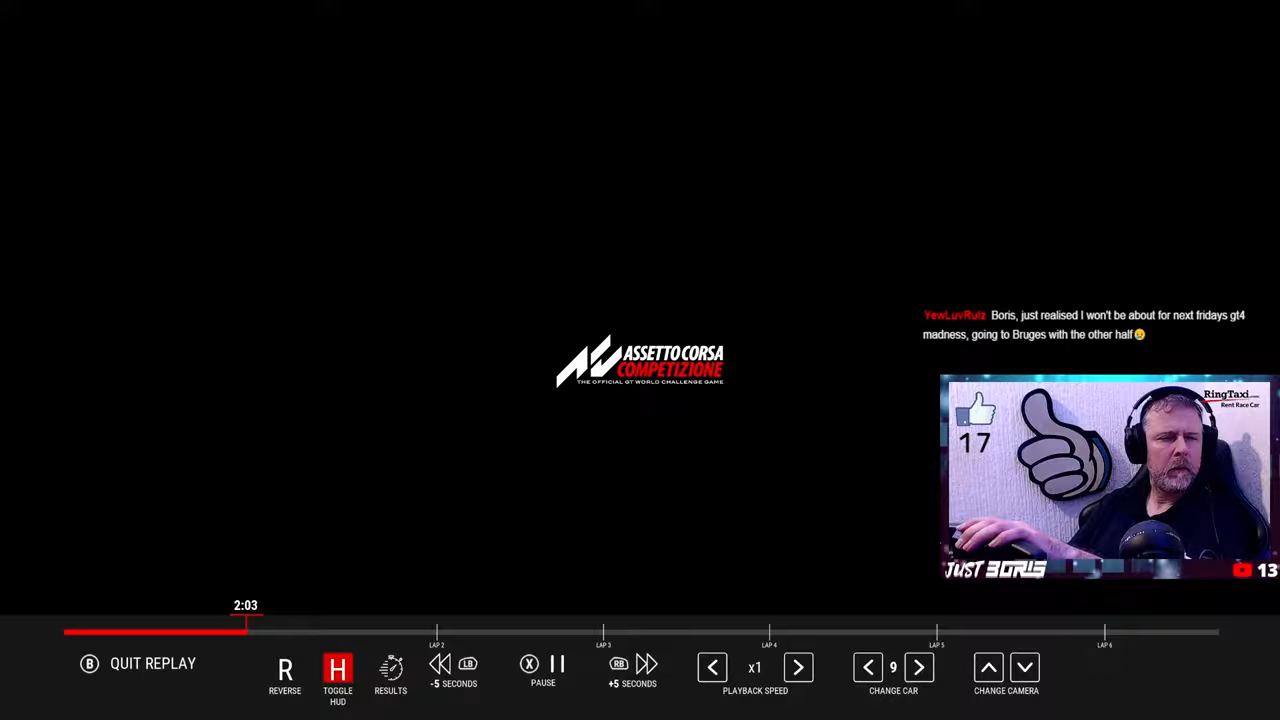 YewLuvRulz Boris, just realised I won't be about for next fridays gt4
madness, going to Bruges with the other half😢
ASSETTO CORSA
COMPETIZIONE
THE OFFICIAL GT WORLD CHALLENGE GAME
RingTaxi.com
Rent Race Car
17
JUST BORIS
13
2:03
LAP 2
LAP 3
LAP 4
LAP 5
LAP 6
B QUIT REPLAY
R
REVERSE
H
TOGGLE
HUD
RESULTS
LB
-5 SECONDS
X
PAUSE
RB
+5 SECONDS
< x1 >
PLAYBACK SPEED
< 9 >
CHANGE CAR
CHANGE CAMERA